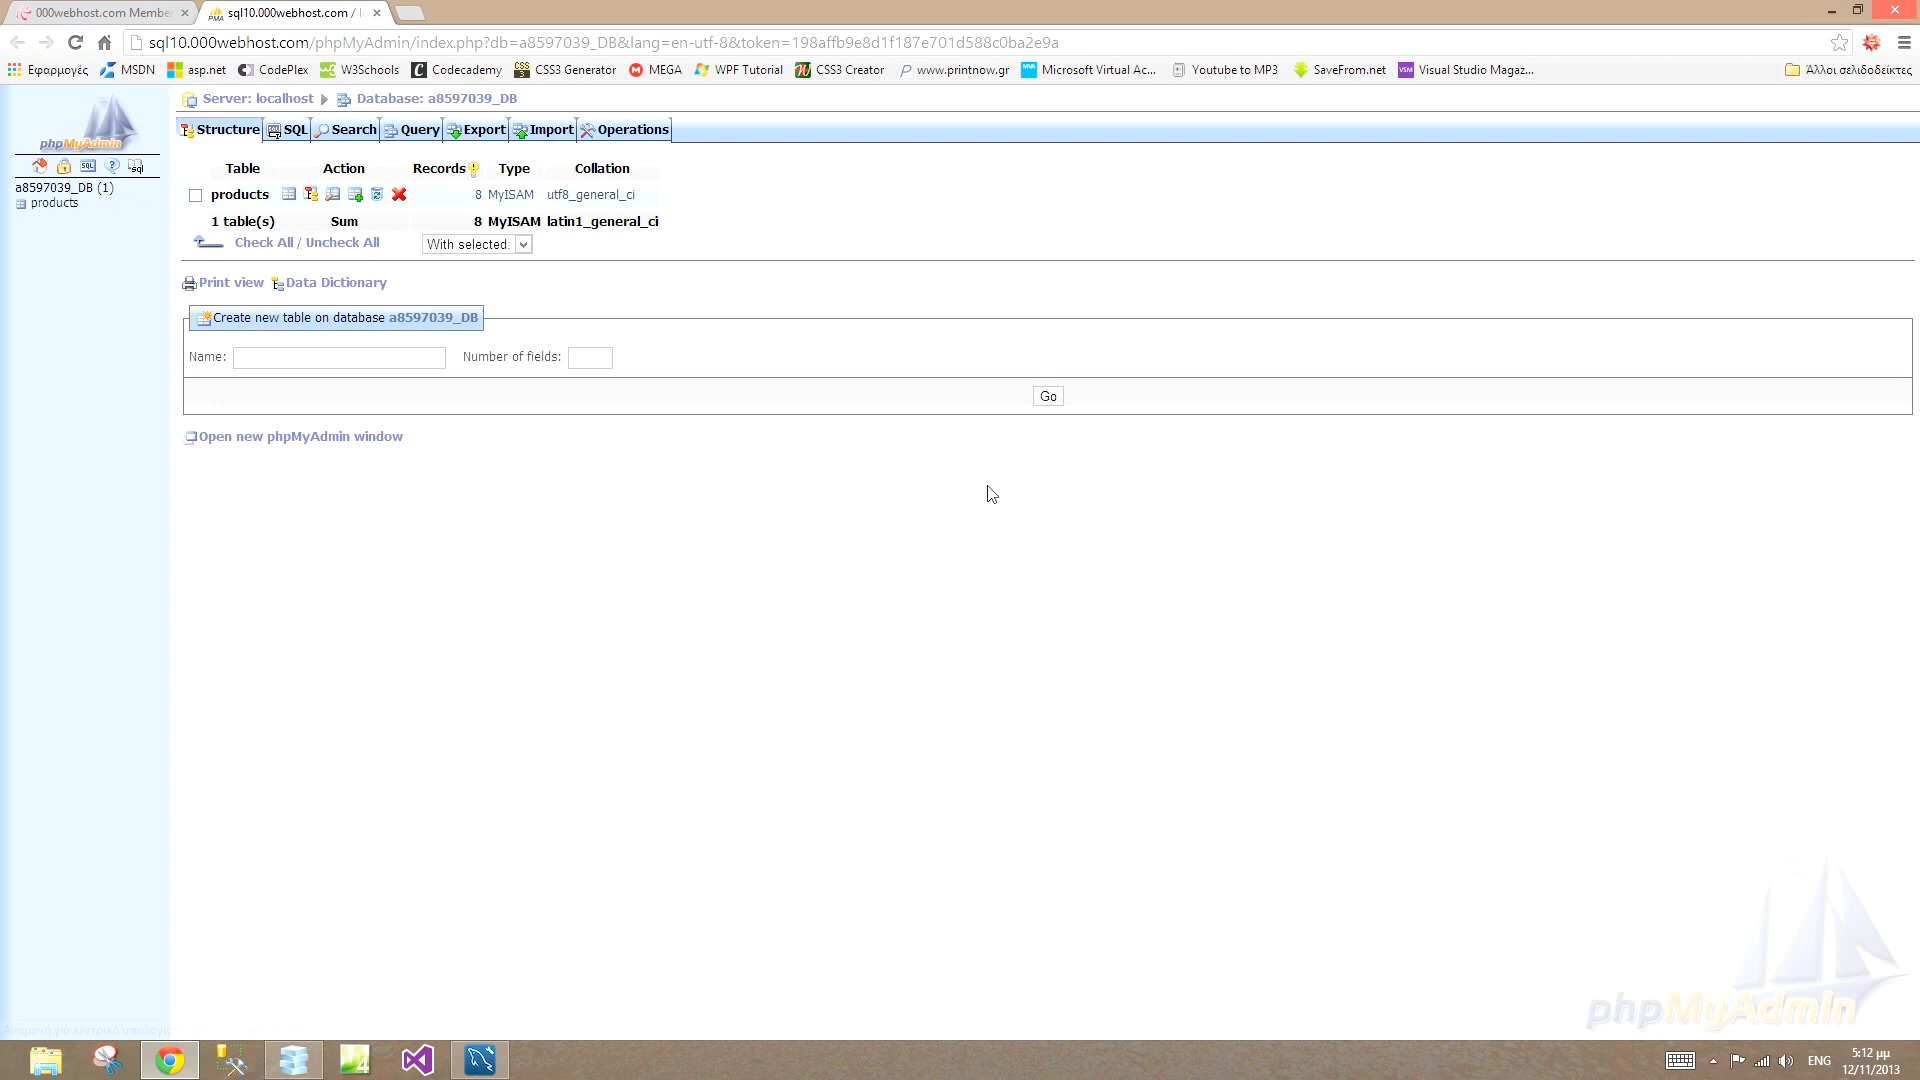 000webhost.com Membe
sql10.000webhost.com /
sql10.000webhost.com/phpMyAdmin/index.php?db=a8597039_DB&lang=en-utf-8&token=198affb9e8d1f187e701d588c0ba2e9a
Εφαρμογές MSDN asp.net CodePlex W3Schools Codecademy CSS3 Generator MEGA WPF Tutorial CSS3 Creator www.printnow.gr Microsoft Virtual Ac... Youtube to MP3 SaveFrom.net Visual Studio Magaz... Άλλοι σελιδοδείκτες
phpMyAdmin
a8597039_DB (1)
products
Server: localhost Database: a8597039_DB
Structure SQL Search Query Export Import Operations
Table Action Records Type Collation
products 8 MyISAM utf8_general_ci
1 table(s) Sum 8 MyISAM latin1_general_ci
Check All / Uncheck All With selected:
Print view Data Dictionary
Create new table on database a8597039_DB
Name: Number of fields:
Go
Open new phpMyAdmin window
phpMyAdmin
ENG
5:12 μμ
12/11/2013